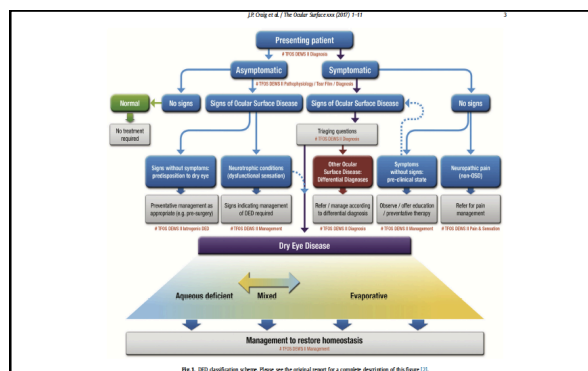 J.P. Craig et al. / The Ocular Surface xxx (2017) 1–11
3
Presenting patient
# TFOS DEWS II Diagnosis
Asymptomatic
Symptomatic
# TFOS DEWS II Pathophysiology / Tear Film / Diagnosis
Normal
No signs
Signs of Ocular Surface Disease
Signs of Ocular Surface Disease
No signs
No treatment
required
Triaging questions
# TFOS DEWS II Diagnosis
Signs without symptoms:
predisposition to dry eye
Neurotrophic conditions
(dysfunctional sensation)
Other Ocular
Surface Disease:
Differential Diagnoses
Symptoms
without signs:
pre-clinical state
Neuropathic pain
(non-OSD)
Preventative management as
appropriate (e.g. pre-surgery)
Signs indicating management
of DED required
Refer / manage according
to differential diagnosis
Observe / offer education
/ preventative therapy
Refer for pain
management
# TFOS DEWS II Iatrogenic DED
# TFOS DEWS II Management
# TFOS DEWS II Diagnosis
# TFOS DEWS II Management
# TFOS DEWS II Pain & Sensation
Dry Eye Disease
Aqueous deficient
Mixed
Evaporative
Management to restore homeostasis
# TFOS DEWS II Management
Fig. 1. DED classification scheme. Please see the original report for a complete description of this figure [2].